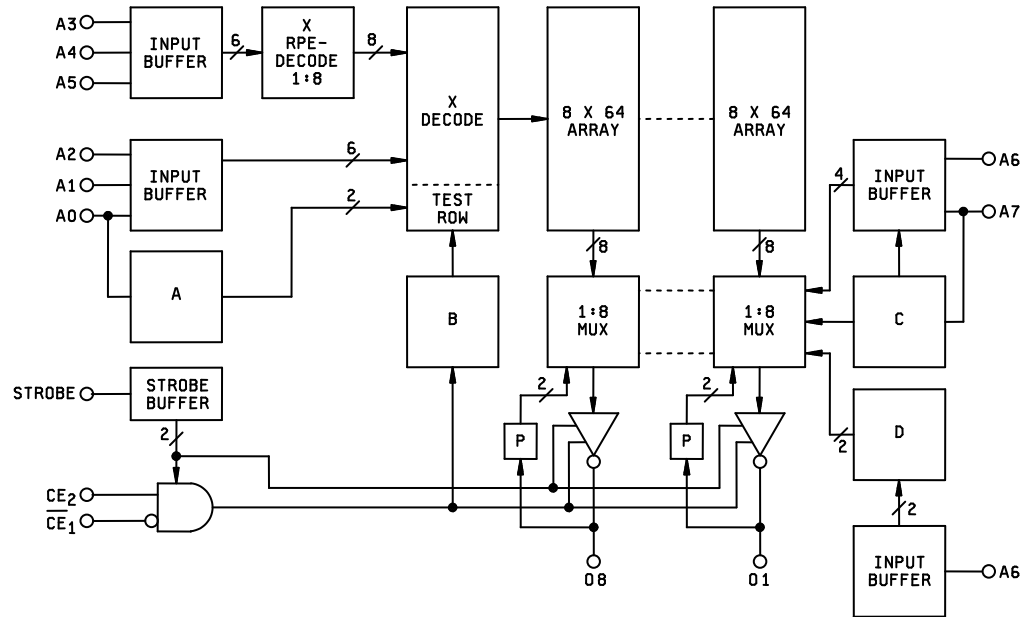 A3
A4
A5
INPUT
BUFFER
6
X
RPE-
DECODE
1:8
8
X
DECODE
TEST
ROW
8 X 64
ARRAY
8 X 64
ARRAY
A2
A1
A0
INPUT
BUFFER
6
2
A
B
8
8
1:8
MUX
1:8
MUX
4
INPUT
BUFFER
A6
A7
C
STROBE
STROBE
BUFFER
2
CE2
CE1
2
P
2
P
2
D
2
INPUT
BUFFER
A6
O8
O1